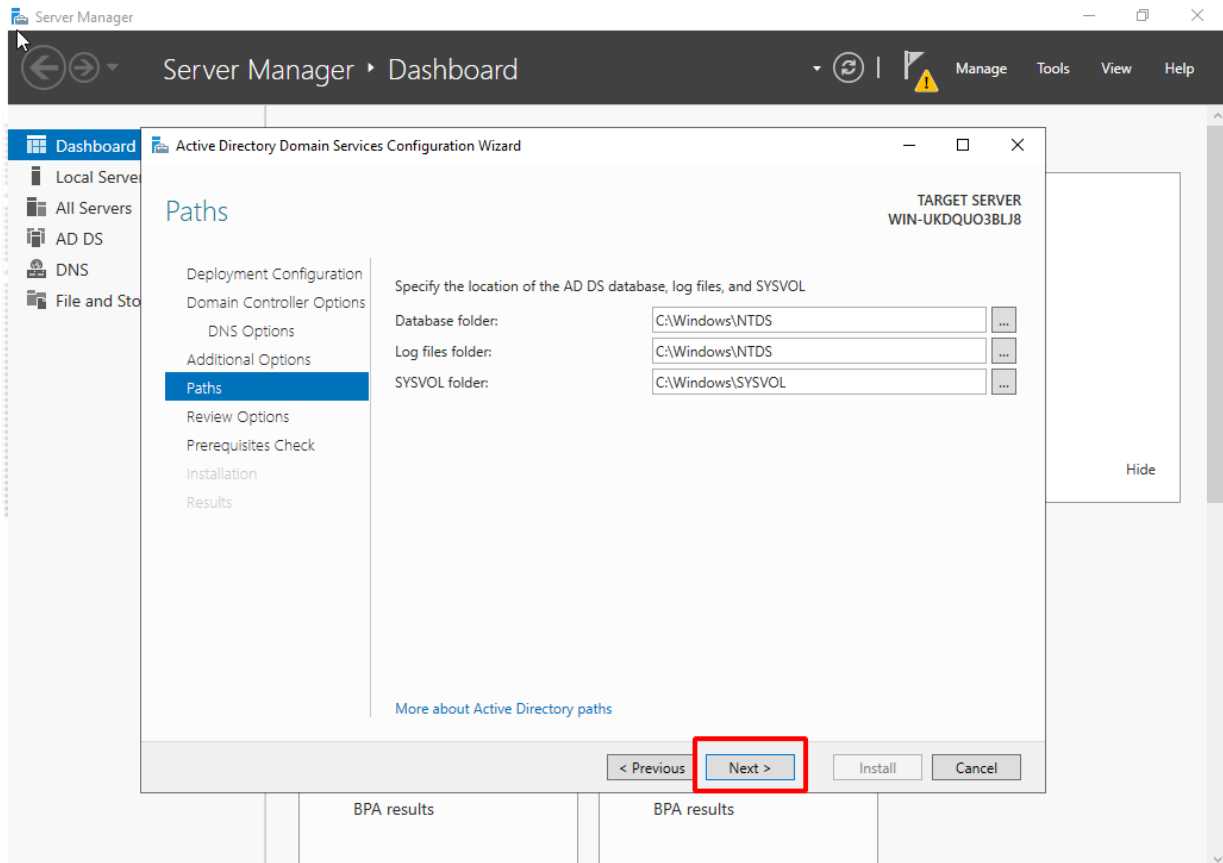 Server Manager
Server Manager ‣ Dashboard
Manage
Tools
View
Help
Dashboard
Local Server
All Servers
AD DS
DNS
File and Sto
Active Directory Domain Services Configuration Wizard
Paths
TARGET SERVER
WIN-UKDQUO3BLJ8
Deployment Configuration
Domain Controller Options
DNS Options
Additional Options
Paths
Review Options
Prerequisites Check
Installation
Results
Specify the location of the AD DS database, log files, and SYSVOL
Database folder: C:\Windows\NTDS ...
Log files folder: C:\Windows\NTDS ...
SYSVOL folder: C:\Windows\SYSVOL ...
More about Active Directory paths
Hide
< Previous
Next >
Install
Cancel
BPA results
BPA results